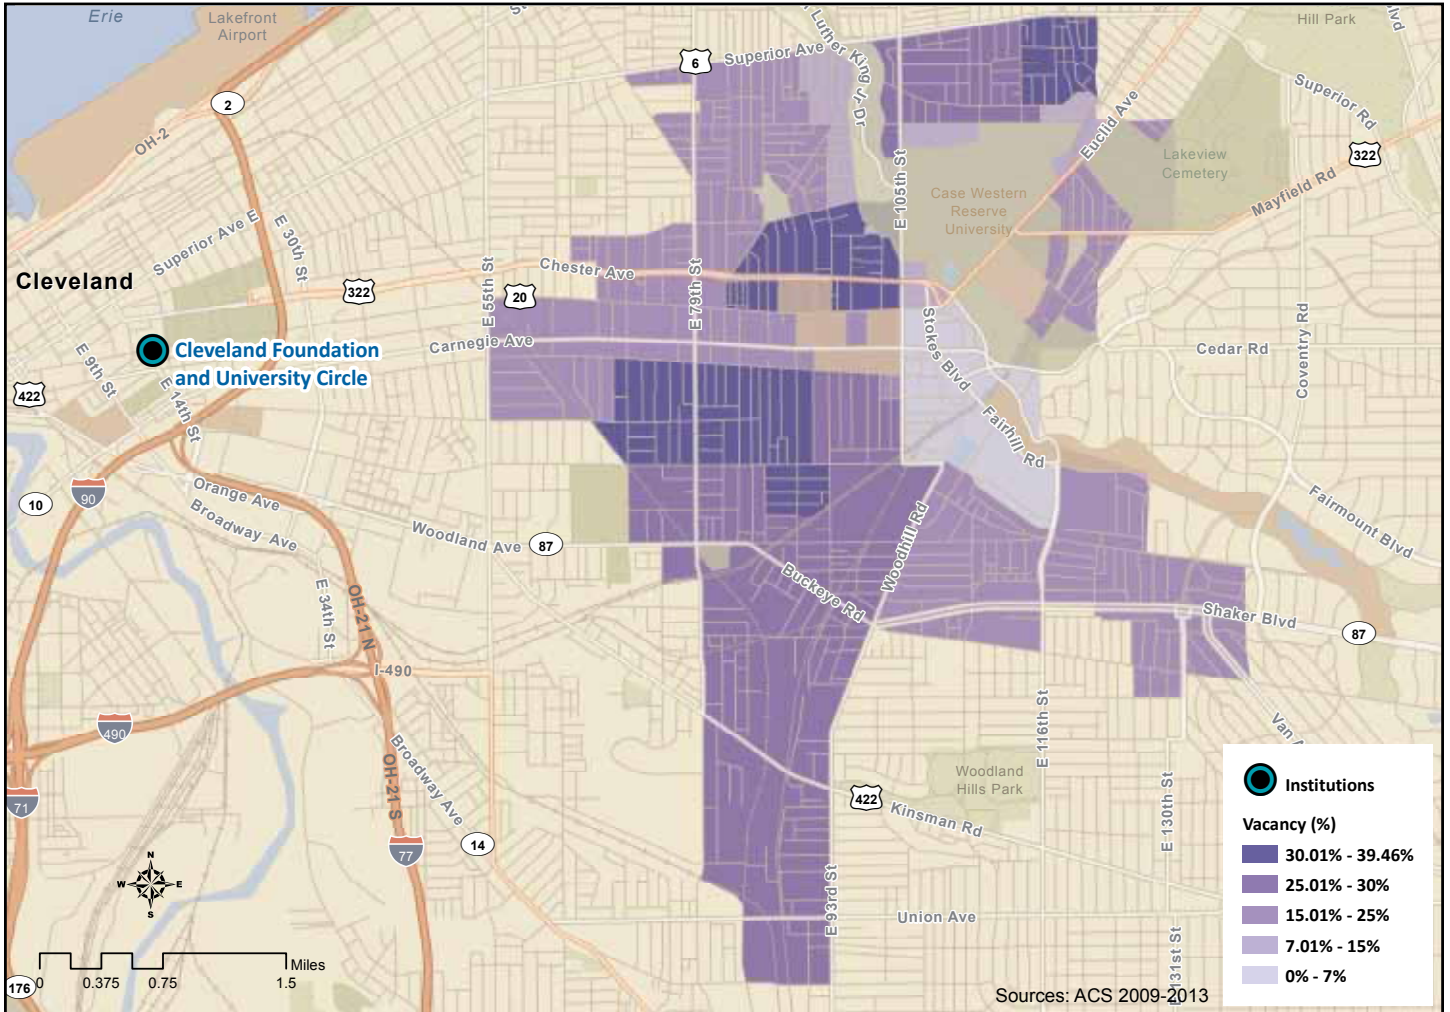 Erie
Lakefront
Airport
Hill Park
Superior Ave
Luther King Jr Dr
6
Superior Rd
2
OH-2
Euclid Ave
322
E 105th St
Lakeview
Cemetery
Case Western
Reserve
University
Mayfield Rd
Superior Ave E
E 30th St
Cleveland
Chester Ave
322
20
E 55th St
E 79th St
Stokes Blvd
Coventry Rd
Carnegie Ave
Cedar Rd
Cleveland Foundation
and University Circle
E 9th St
E 14th St
422
Fairhill Rd
90
10
Orange Ave
Broadway Ave
Woodland Ave
87
Woodhill Rd
Fairmount Blvd
Buckeye Rd
E 34th St
OH-21 N
Shaker Blvd
87
I-490
490
E 116th St
Van
Broadway Ave
OH-21 S
71
77
14
Woodland
Hills Park
422
Kinsman Rd
E 130th St
E 93rd St
Union Ave
E 131st St
N
W
E
S
Miles
0
0.375
0.75
1.5
176
Institutions
Vacancy (%)
30.01% - 39.46%
25.01% - 30%
15.01% - 25%
7.01% - 15%
0% - 7%
Sources: ACS 2009-2013